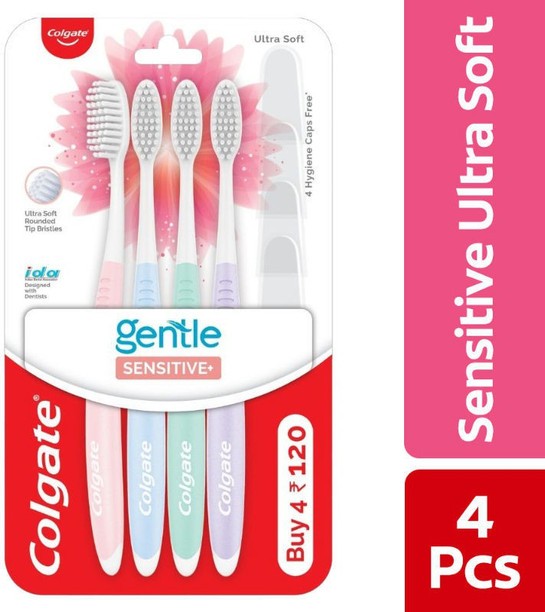 Colgate
Ultra Soft
4 Hygiene Caps Free*
Ultra Soft
Rounded
Tip Bristles
ida
Designed
with
Dentists
gentle
SENSITIVE+
Colgate®
Colgate
Colgate
Colgate
Colgate
Buy 4 ₹ 120
Sensitive Ultra Soft
4
Pcs